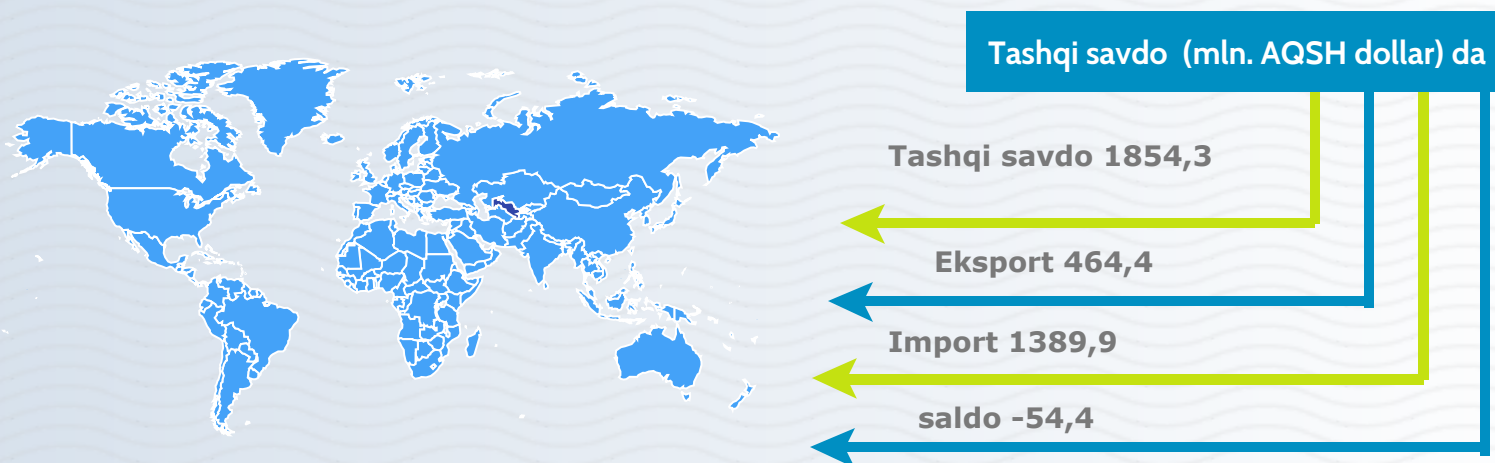 Tashqi savdo (mln. AQSH dollar) da
Tashqi savdo 1854,3
Eksport 464,4
Import 1389,9
saldo -54,4